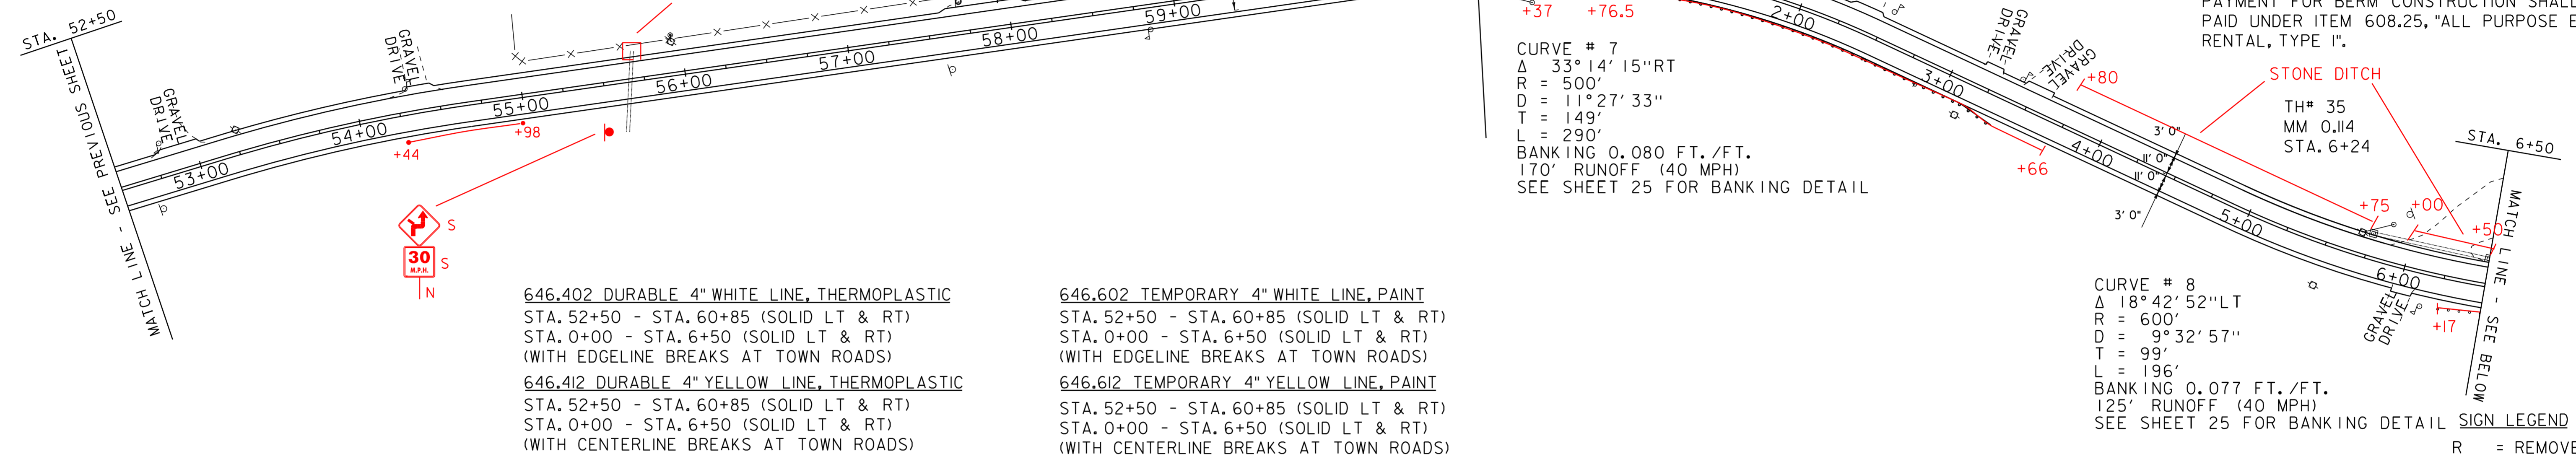 STA. 52+50
MATCH LINE - SEE PREVIOUS SHEET
GRAVEL
DRIVE
53+00
54+00
GRAVEL
DRIVE
55+00
56+00
57+00
58+00
59+00
+44
+98
S
30
M.P.H.
S
N
646.402 DURABLE 4" WHITE LINE, THERMOPLASTIC
STA. 52+50 - STA. 60+85 (SOLID LT & RT)
STA. 0+00 - STA. 6+50 (SOLID LT & RT)
(WITH EDGELINE BREAKS AT TOWN ROADS)
646.412 DURABLE 4" YELLOW LINE, THERMOPLASTIC
STA. 52+50 - STA. 60+85 (SOLID LT & RT)
STA. 0+00 - STA. 6+50 (SOLID LT & RT)
(WITH CENTERLINE BREAKS AT TOWN ROADS)
646.602 TEMPORARY 4" WHITE LINE, PAINT
STA. 52+50 - STA. 60+85 (SOLID LT & RT)
STA. 0+00 - STA. 6+50 (SOLID LT & RT)
(WITH EDGELINE BREAKS AT TOWN ROADS)
646.612 TEMPORARY 4" YELLOW LINE, PAINT
STA. 52+50 - STA. 60+85 (SOLID LT & RT)
STA. 0+00 - STA. 6+50 (SOLID LT & RT)
(WITH CENTERLINE BREAKS AT TOWN ROADS)
+37 +76.5
CURVE # 7
Δ 33°14'15"RT
R = 500'
D = 11°27'33"
T = 149'
L = 290'
BANKING 0.080 FT./FT.
170' RUNOFF (40 MPH)
SEE SHEET 25 FOR BANKING DETAIL
2+00
3+00
GRAVEL
DRIVE
GRAVEL
DRIVE
+80
+66
4+00
3' 0"
11' 0"
11' 0"
3' 0"
5+00
6+00
PAYMENT FOR BERM CONSTRUCTION SHALL
PAID UNDER ITEM 608.25, "ALL PURPOSE E
RENTAL, TYPE I".
STONE DITCH
TH# 35
MM 0.114
STA. 6+24
STA. 6+50
+75
+00
+50
MATCH LINE - SEE BELOW
GRAVEL
DRIVE
+17
CURVE # 8
Δ 18°42'52"LT
R = 600'
D = 9°32'57"
T = 99'
L = 196'
BANKING 0.077 FT./FT.
125' RUNOFF (40 MPH)
SEE SHEET 25 FOR BANKING DETAIL
SIGN LEGEND
R = REMOVE